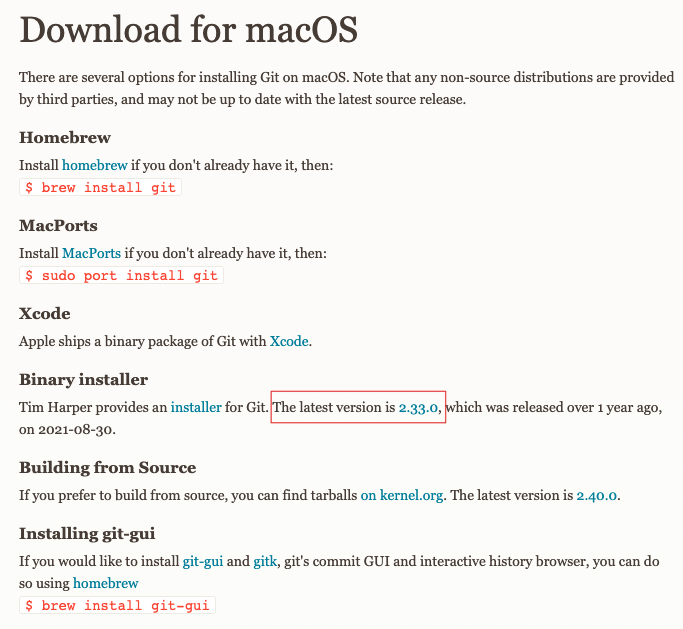 Download for macOS
There are several options for installing Git on macOS. Note that any non-source distributions are provided
by third parties, and may not be up to date with the latest source release.
Homebrew
Install homebrew if you don't already have it, then:
$ brew install git
MacPorts
Install MacPorts if you don't already have it, then:
$ sudo port install git
Xcode
Apple ships a binary package of Git with Xcode.
Binary installer
Tim Harper provides an installer for Git. The latest version is 2.33.0, which was released over 1 year ago,
on 2021-08-30.
Building from Source
If you prefer to build from source, you can find tarballs on kernel.org. The latest version is 2.40.0.
Installing git-gui
If you would like to install git-gui and gitk, git's commit GUI and interactive history browser, you can do
so using homebrew
$ brew install git-gui